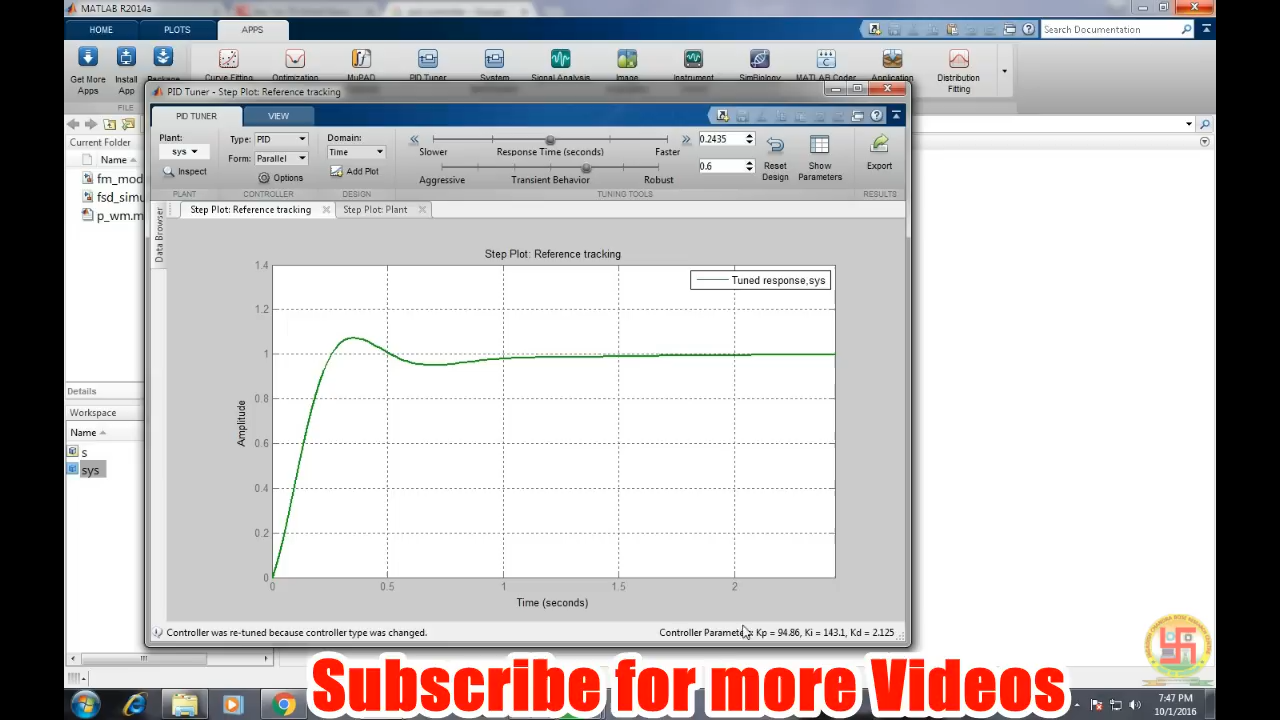 MATLAB R2014a
HOME PLOTS APPS
Search Documentation
Get More Apps
Install App
Package
Curve Fitting
Optimization
MuPAD
PID Tuner
System
Signal Analysis
Image
Instrument
SimBiology
MATLAB Coder
Application
Distribution Fitting
FILE
PID Tuner - Step Plot: Reference tracking
PID TUNER VIEW
Plant:
sys
Inspect
PLANT
Type: PID
Form: Parallel
Options
CONTROLLER
Domain:
Time
Add Plot
DESIGN
Slower Response Time (seconds) Faster
0.2435
Aggressive Transient Behavior Robust
0.6
TUNING TOOLS
Reset Design
Show Parameters
Export
RESULTS
Current Folder
Name
fm_mod
fsd_simu
p_wm.m
Details
Workspace
Name
s
sys
Data Browser
Step Plot: Reference tracking Step Plot: Plant
Step Plot: Reference tracking
Tuned response,sys
1.4
1.2
1
0.8
0.6
0.4
0.2
0
Amplitude
0 0.5 1 1.5 2
Time (seconds)
Controller was re-tuned because controller type was changed.
Controller Parameters: Kp = 94.86, Ki = 143.1, Kd = 2.125
Subscribe for more Videos
7:47 PM
10/1/2016